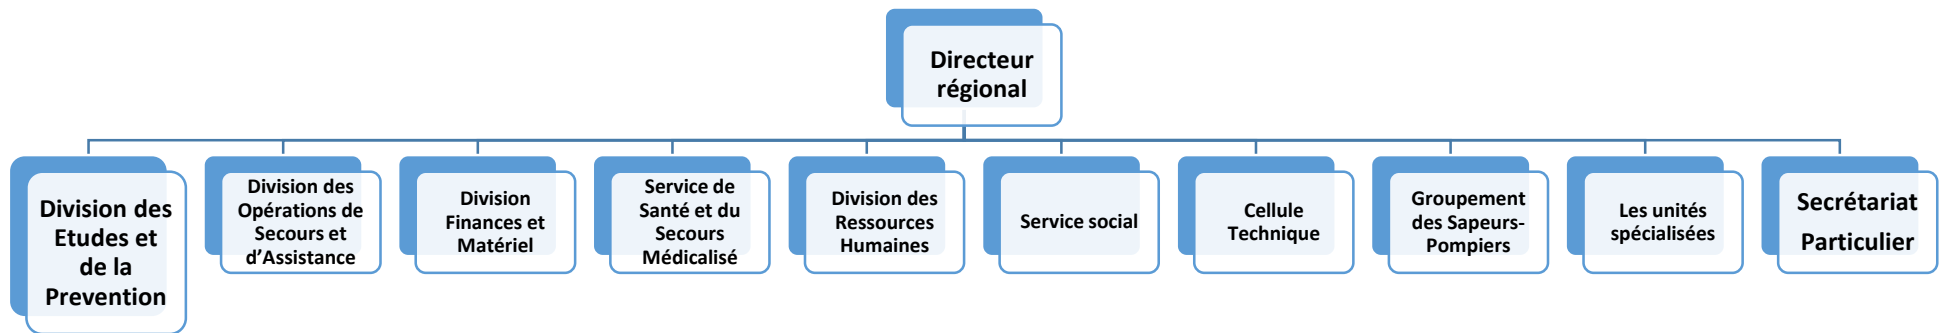 Directeur
régional
Division des
Etudes et
de la
Prevention
Division des
Opérations de
Secours et
d'Assistance
Division
Finances et
Matériel
Service de
Santé et du
Secours
Médicalisé
Division des
Ressources
Humaines
Service social
Cellule
Technique
Groupement
des Sapeurs-
Pompiers
Les unités
spécialisées
Secrétariat
Particulier